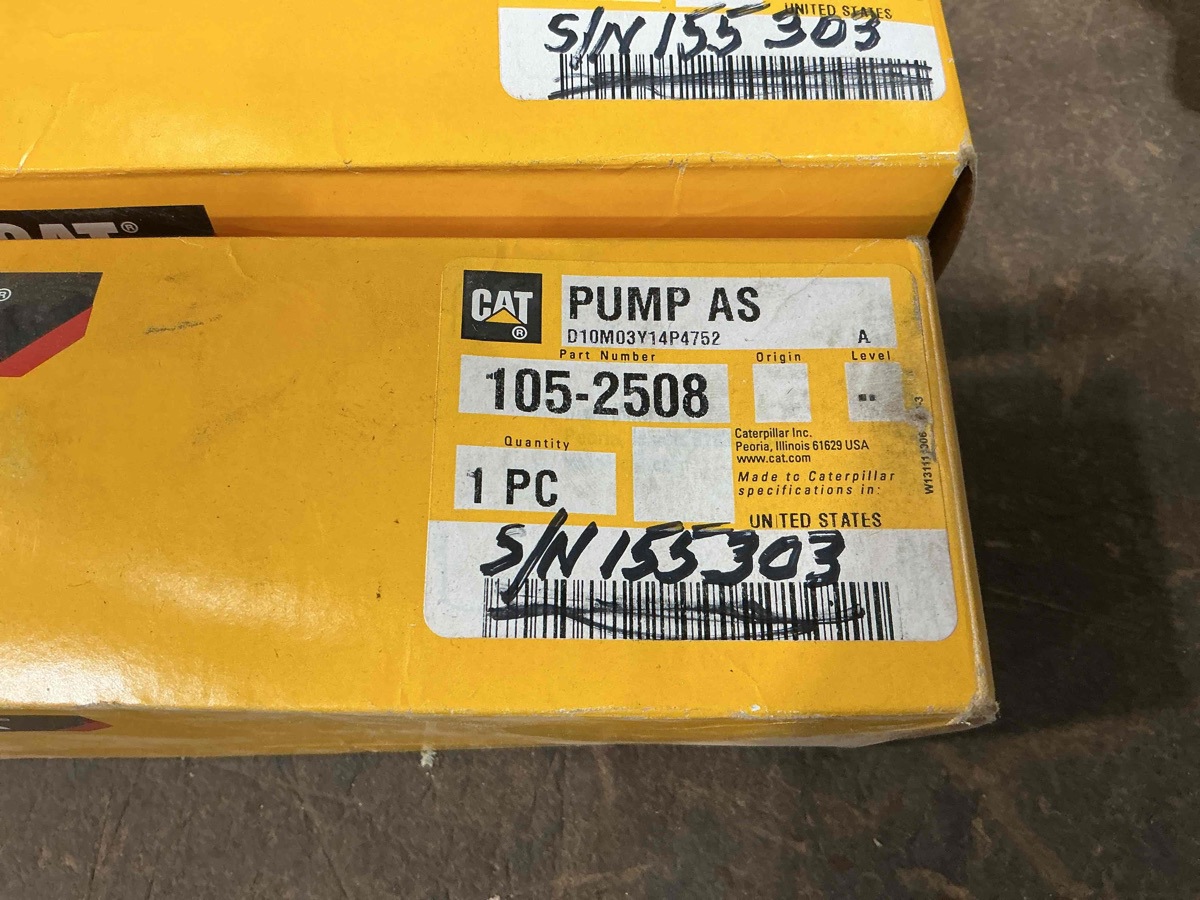 UNITED STATES
S/N 155 303
CAT®
®
CAT®
PUMP AS
D10M03Y14P4752
A
Part Number
Origin
Level
105-2508
--
Quantity
1 PC
Caterpillar Inc.
Peoria, Illinois 61629 USA
www.cat.com
Made to Caterpillar
specifications in:
UNITED STATES
S/N 155303